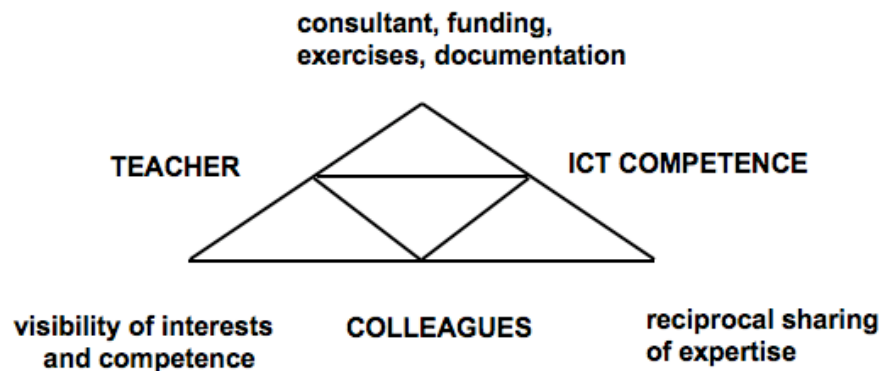 consultant, funding,
exercises, documentation
TEACHER
ICT COMPETENCE
visibility of interests
and competence
COLLEAGUES
reciprocal sharing
of expertise